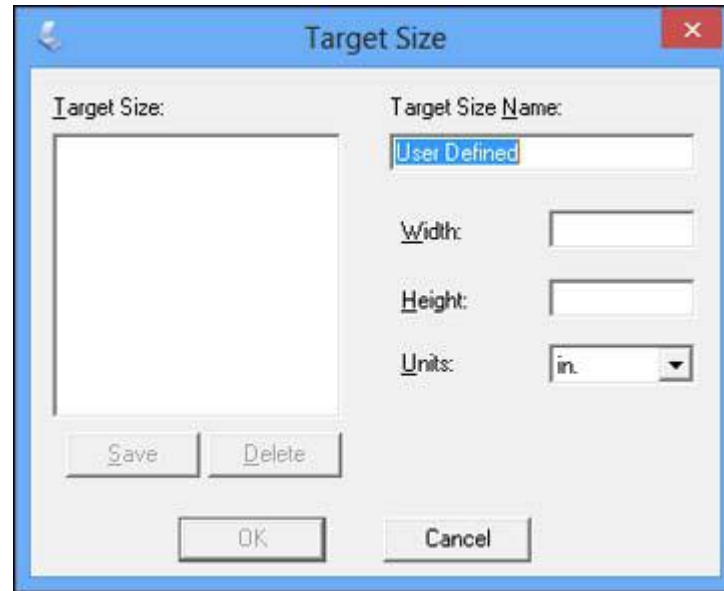 Target Size
Target Size:
Target Size Name:
User Defined
Width:
Height:
Units:
in.
Save
Delete
OK
Cancel